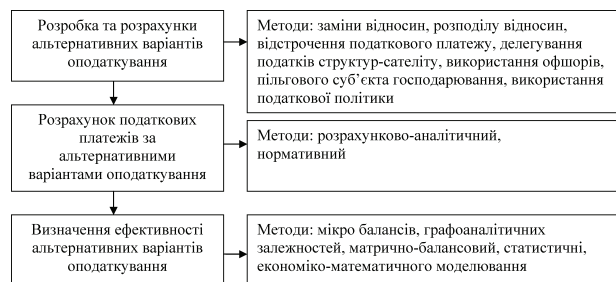 Розробка та розрахунки
альтернативних варіантів
оподаткування
Методи: заміни відносин, розподілу відносин,
відстрочення податкового платежу, делегування
податків структур-сателіту, використання офшорів,
пільгового суб’єкта господарювання, використання
податкової політики
Розрахунок податкових
платежів за
альтернативними
варіантами оподаткування
Методи: розрахунково-аналітичний,
нормативний
Визначення ефективності
альтернативних варіантів
оподаткування
Методи: мікро балансів, графоаналітичних
залежностей, матрично-балансовий, статистичні,
економіко-математичного моделювання